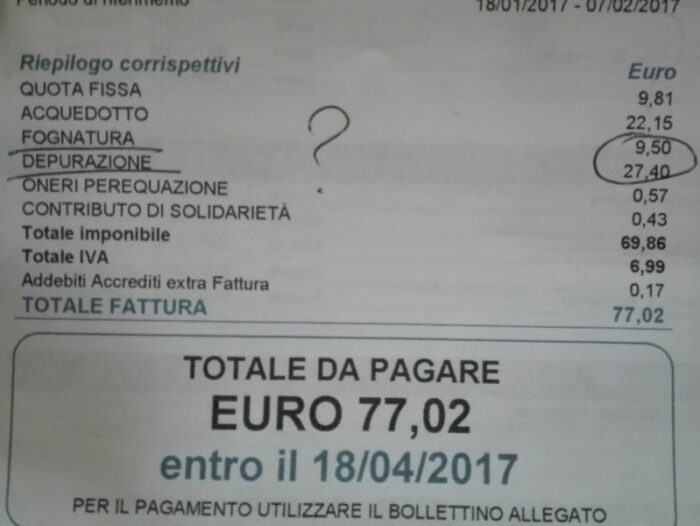 Periodo di riferimento 18/01/2017 - 07/02/2017
Riepilogo corrispettivi Euro
QUOTA FISSA 9,81
ACQUEDOTTO 22,15
FOGNATURA 9,50
DEPURAZIONE 27,40
ONERI PEREQUAZIONE 0,57
CONTRIBUTO DI SOLIDARIETÀ 0,43
Totale imponibile 69,86
Totale IVA 6,99
Addebiti Accrediti extra Fattura 0,17
TOTALE FATTURA 77,02
?
TOTALE DA PAGARE
EURO 77,02
entro il 18/04/2017
PER IL PAGAMENTO UTILIZZARE IL BOLLETTINO ALLEGATO